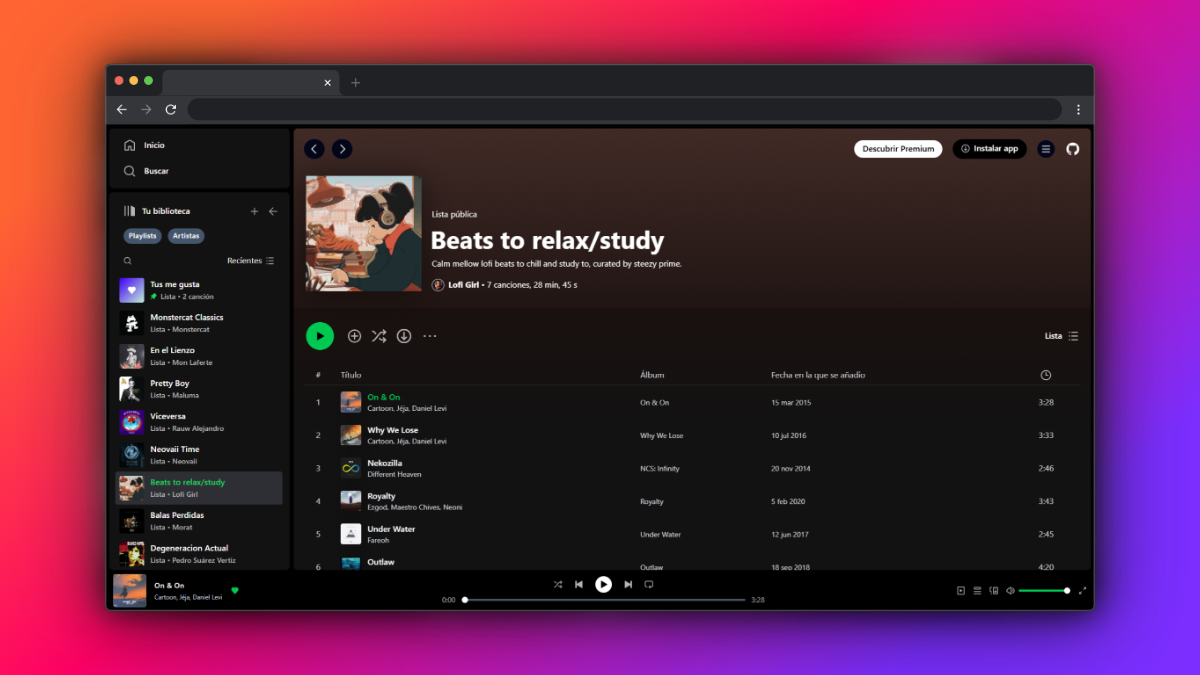 Inicio
Buscar
Tu biblioteca
Playlists Artistas
Recientes
Tus me gusta
Lista • 2 canción
Monstercat Classics
Lista • Monstercat
En el Lienzo
Lista • Mon Laferte
Pretty Boy
Lista • Maluma
Viceversa
Lista • Rauw Alejandro
Neovaii Time
Lista • Neovaii
Beats to relax/study
Lista • Lofi Girl
Balas Perdidas
Lista • Morat
Degeneracion Actual
Lista • Pedro Suárez Vertiz
Descubrir Premium Instalar app
Lista pública
Beats to relax/study
Calm mellow lofi beats to chill and study to, curated by steezy prime.
Lofi Girl • 7 canciones, 28 min, 45 s
Lista
# Título Álbum Fecha en la que se añadio
1 On & On On & On 15 mar 2015 3:28
Cartoon, Jéja, Daniel Levi
2 Why We Lose Why We Lose 10 jul 2016 3:33
Cartoon, Jéja, Daniel Levi
3 Nekozilla NCS: Infinity 20 nov 2014 2:46
Different Heaven
4 Royalty Royalty 5 feb 2020 3:43
Ezgod, Maestro Chives, Neoni
5 Under Water Under Water 12 jun 2017 2:45
Fareoh
6 Outlaw Outlaw 18 sep 2018 4:20
On & On
Cartoon, Jéja, Daniel Levi
0:00 3:28